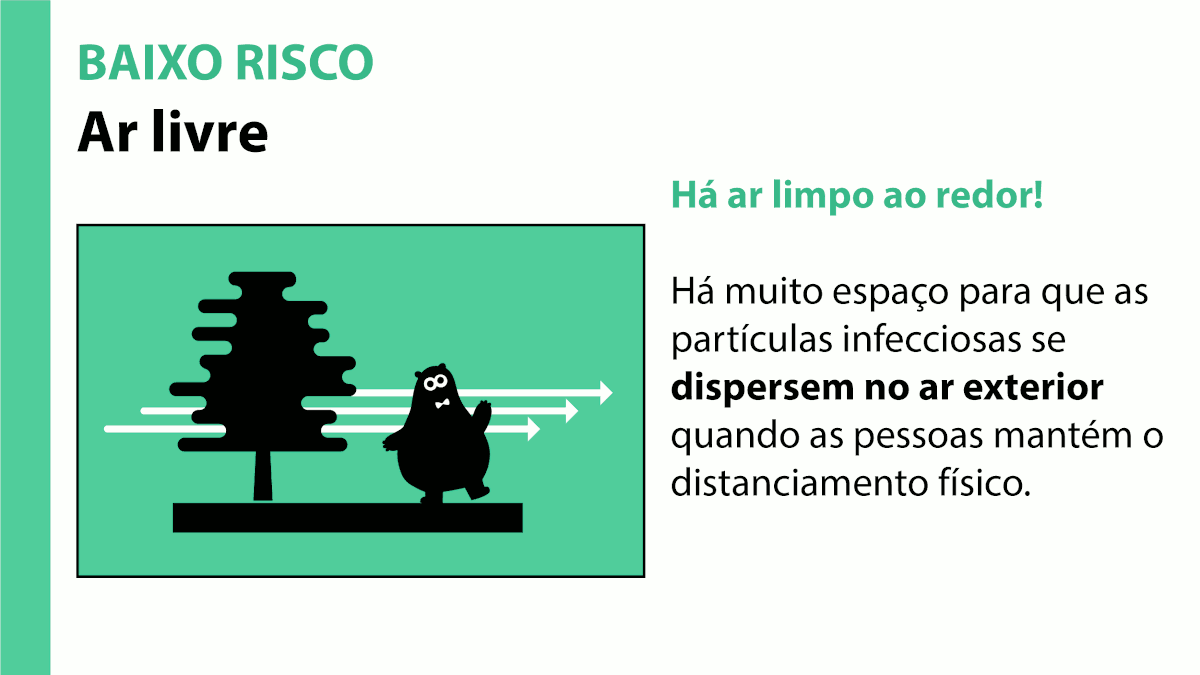 BAIXO RISCO
Ar livre
Há ar limpo ao redor!
Há muito espaço para que as
partículas infecciosas se
dispersem no ar exterior
quando as pessoas mantém o
distanciamento físico.